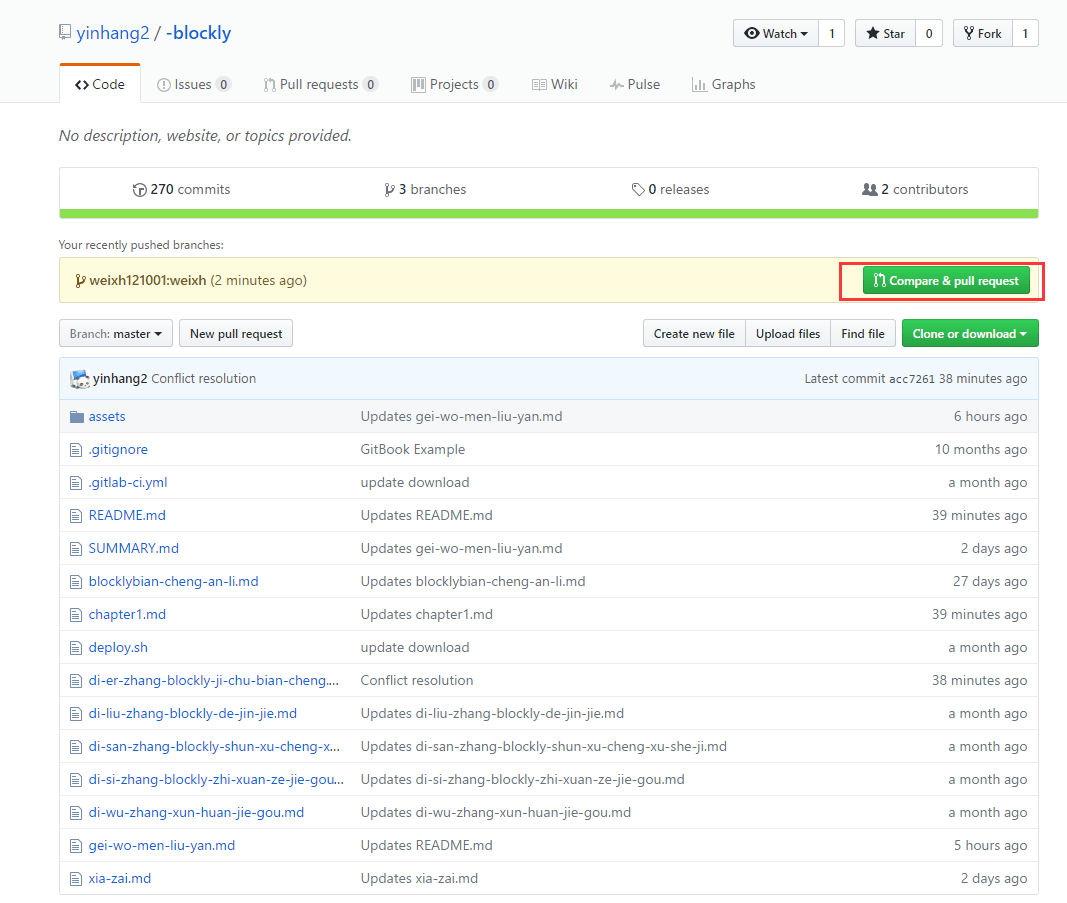 yinhang2 / -blockly
Watch 1 Star 0 Fork 1
Code Issues 0 Pull requests 0 Projects 0 Wiki Pulse Graphs
No description, website, or topics provided.
270 commits 3 branches 0 releases 2 contributors
Your recently pushed branches:
weixh121001:weixh (2 minutes ago) Compare & pull request
Branch: master New pull request Create new file Upload files Find file Clone or download
yinhang2 Conflict resolution Latest commit acc7261 38 minutes ago
assets Updates gei-wo-men-liu-yan.md 6 hours ago
.gitignore GitBook Example 10 months ago
.gitlab-ci.yml update download a month ago
README.md Updates README.md 39 minutes ago
SUMMARY.md Updates gei-wo-men-liu-yan.md 2 days ago
blocklybian-cheng-an-li.md Updates blocklybian-cheng-an-li.md 27 days ago
chapter1.md Updates chapter1.md 39 minutes ago
deploy.sh update download a month ago
di-er-zhang-blockly-ji-chu-bian-cheng.... Conflict resolution 38 minutes ago
di-liu-zhang-blockly-de-jin-jie.md Updates di-liu-zhang-blockly-de-jin-jie.md a month ago
di-san-zhang-blockly-shun-xu-cheng-x... Updates di-san-zhang-blockly-shun-xu-cheng-xu-she-ji.md a month ago
di-si-zhang-blockly-zhi-xuan-ze-jie-gou... Updates di-si-zhang-blockly-zhi-xuan-ze-jie-gou.md a month ago
di-wu-zhang-xun-huan-jie-gou.md Updates di-wu-zhang-xun-huan-jie-gou.md a month ago
gei-wo-men-liu-yan.md Updates README.md 5 hours ago
xia-zai.md Updates xia-zai.md 2 days ago